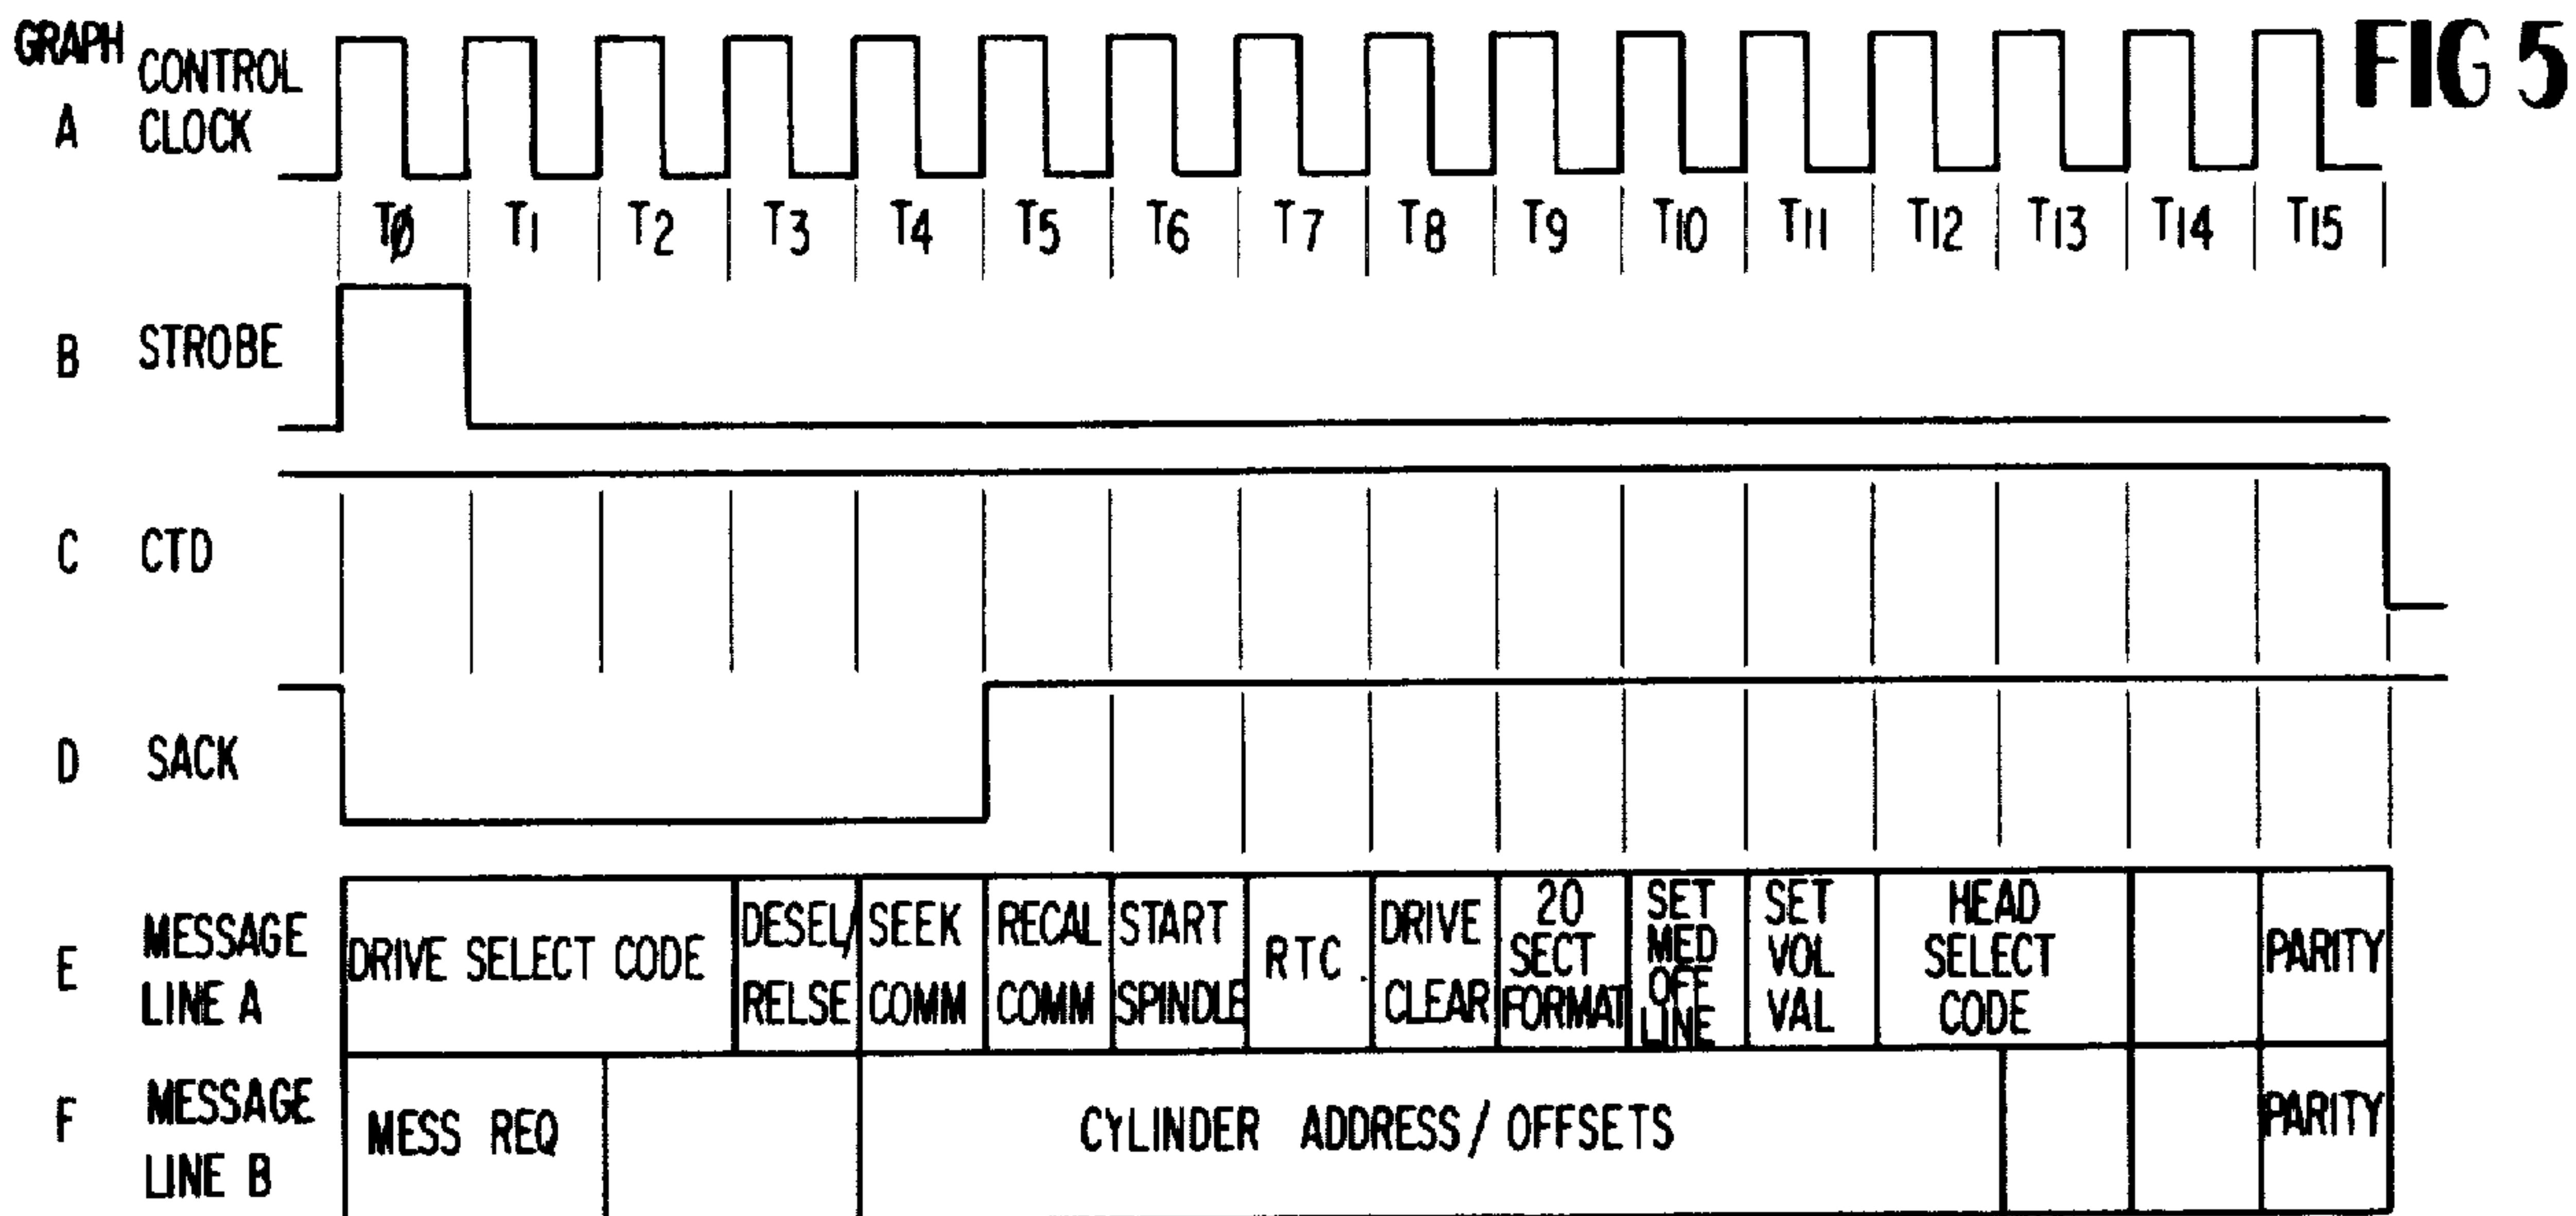 GRAPH
FIG 5
A CONTROL CLOCK
TØ T1 T2 T3 T4 T5 T6 T7 T8 T9 T10 T11 T12 T13 T14 T15
B STROBE
C CTD
D SACK
E MESSAGE LINE A
DRIVE SELECT CODE
DESEL/
RELSE
SEEK
COMM
RECAL
COMM
START
SPINDLE
RTC
DRIVE
CLEAR
20
SECT
FORMAT
SET
MED
OFF
LINE
SET
VOL
VAL
HEAD
SELECT
CODE
PARITY
F MESSAGE LINE B
MESS REQ
CYLINDER ADDRESS/OFFSETS
PARITY